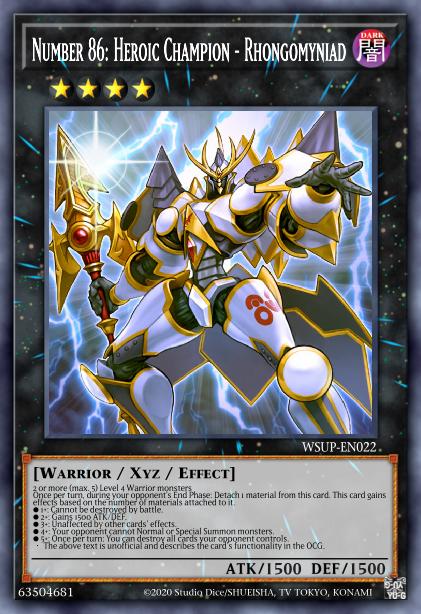 NUMBER 86: HEROIC CHAMPION - RHONGOMYNIAD
DARK
闇
86
WSUP-EN022
[WARRIOR / XYZ / EFFECT]
2 or more (max. 5) Level 4 Warrior monsters
Once per turn, during your opponent's End Phase: Detach 1 material from this card. This card gains
effects based on the number of materials attached to it.
● 1+: Cannot be destroyed by battle.
● 2+: Gains 1500 ATK/DEF.
● 3+: Unaffected by other cards' effects.
● 4+: Your opponent cannot Normal or Special Summon monsters.
● 5+: Once per turn: You can destroy all cards your opponent controls.
· The above text is unofficial and describes the card's functionality in the OCG.
ATK/1500 DEF/1500
63504681
©2020 Studio Dice/SHUEISHA, TV TOKYO, KONAMI